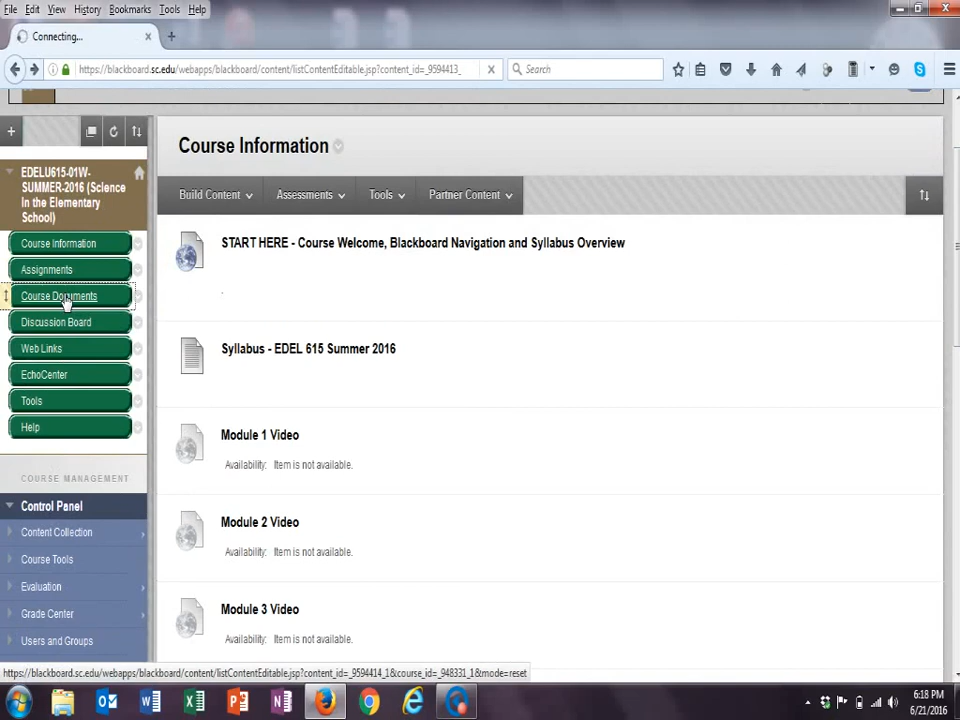 File Edit View History Bookmarks Tools Help
Connecting...
https://blackboard.sc.edu/webapps/blackboard/content/listContentEditable.jsp?content_id=_9594413_
Search
EDELU615-01W-
SUMMER-2016 (Science
in the Elementary
School)
Course Information
Assignments
Course Documents
Discussion Board
Web Links
EchoCenter
Tools
Help
COURSE MANAGEMENT
Control Panel
Content Collection
Course Tools
Evaluation
Grade Center
Users and Groups
Course Information
Build Content Assessments Tools Partner Content
START HERE - Course Welcome, Blackboard Navigation and Syllabus Overview
.
Syllabus - EDEL 615 Summer 2016
Module 1 Video
Availability: Item is not available.
Module 2 Video
Availability: Item is not available.
Module 3 Video
Availability: Item is not available.
https://blackboard.sc.edu/webapps/blackboard/content/listContentEditable.jsp?content_id=_9594414_1&course_id=_948331_1&mode=reset
6:18 PM
6/21/2016